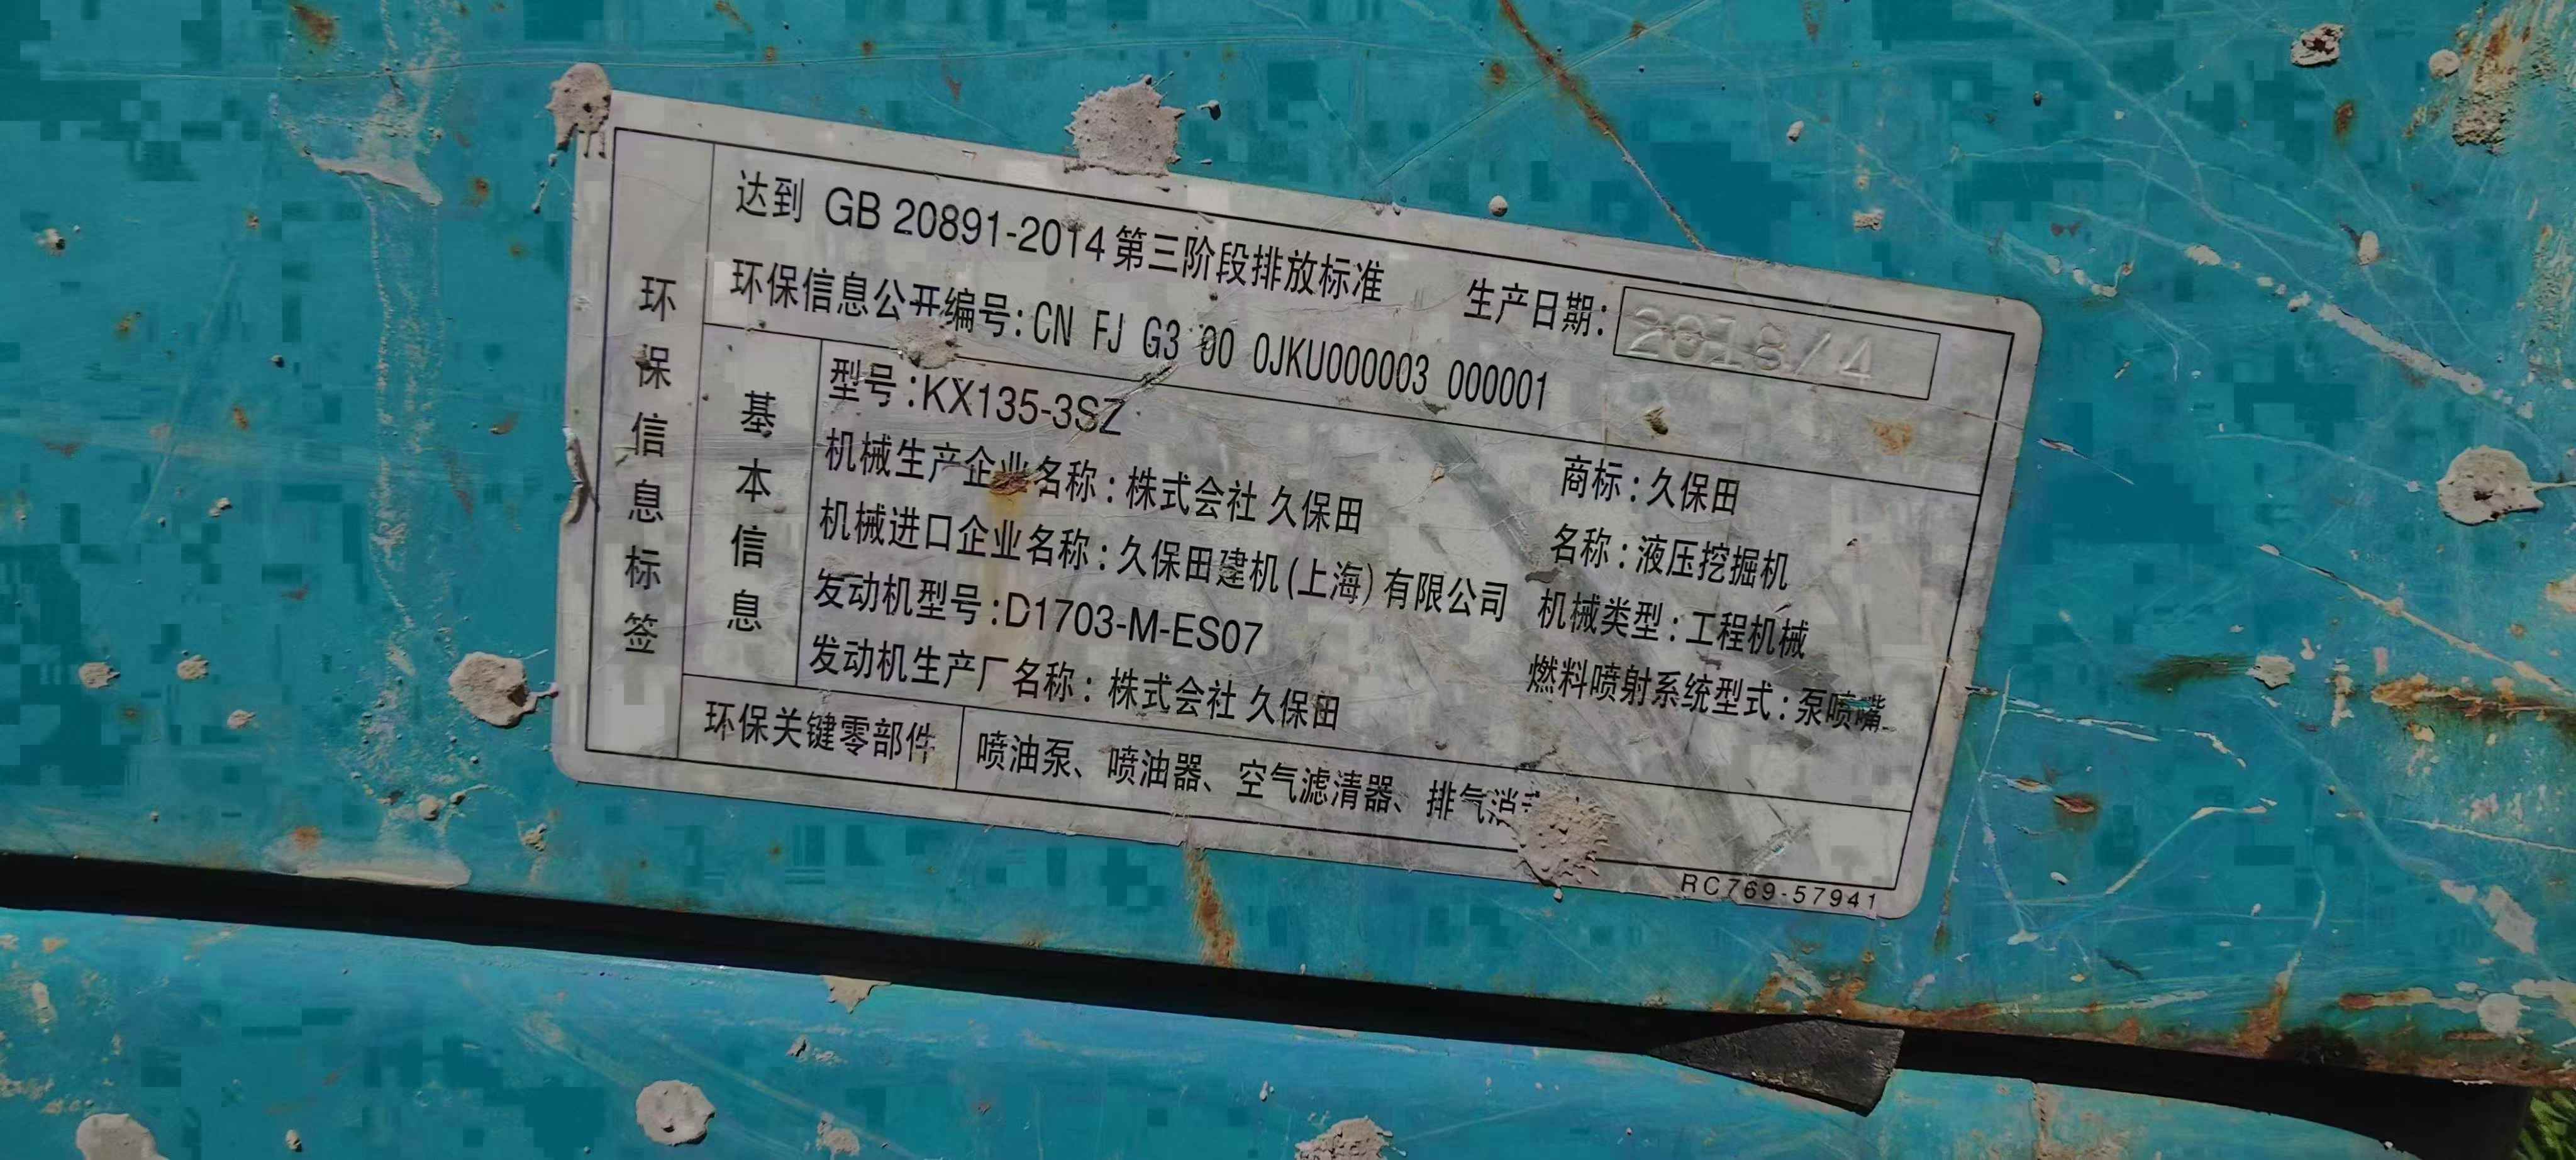 环保信息标签
达到 GB 20891-2014第三阶段排放标准
生产日期: 2018/4
环保信息公开编号: CN FJ G3 00 0JKU000003 000001
基本信息
型号:KX135-3SZ
商标:久保田
机械生产企业名称:株式会社 久保田
名称:液压挖掘机
机械进口企业名称:久保田建机(上海)有限公司
机械类型:工程机械
发动机型号:D1703-M-ES07
燃料喷射系统型式:泵喷嘴
发动机生产厂名称:株式会社 久保田
环保关键零部件
喷油泵、喷油器、空气滤清器、排气消
RC769-57941